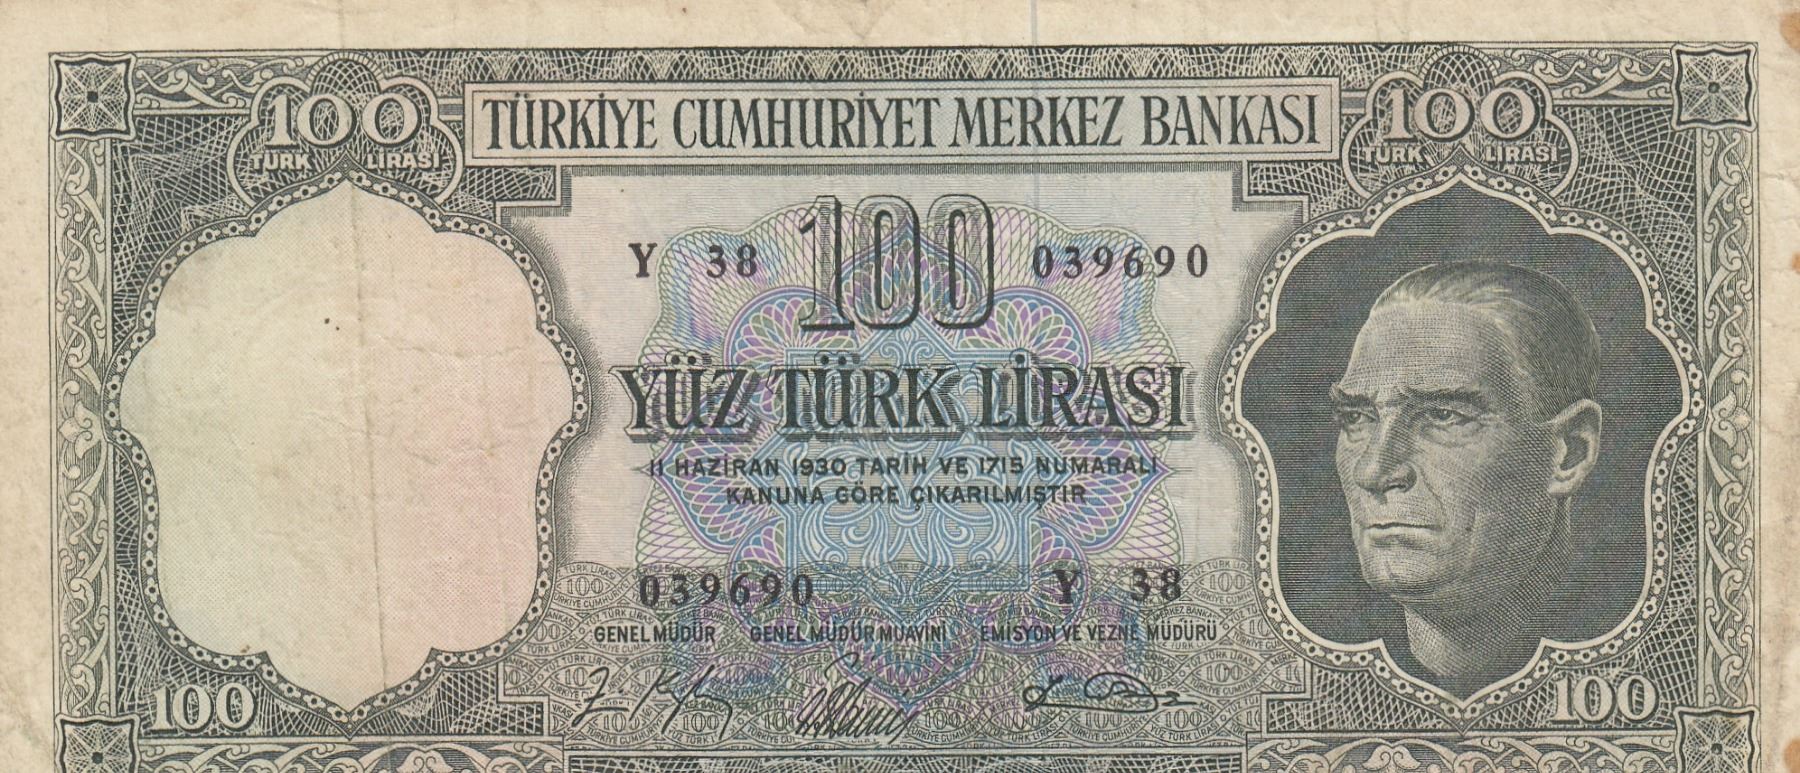 100 TÜRKİYE CUMHURİYET MERKEZ BANKASI 100
TÜRK LİRASI TÜRK LİRASI
100
Y 38 039690
YÜZ TÜRK LİRASI
11 HAZİRAN 1930 TARİH VE 1715 NUMARALI
KANUNA GÖRE ÇIKARILMIŞTIR
039690 Y 38
GENEL MÜDÜR GENEL MÜDÜR MUAVİNİ EMİSYON VE VEZNE MÜDÜRÜ
100 100